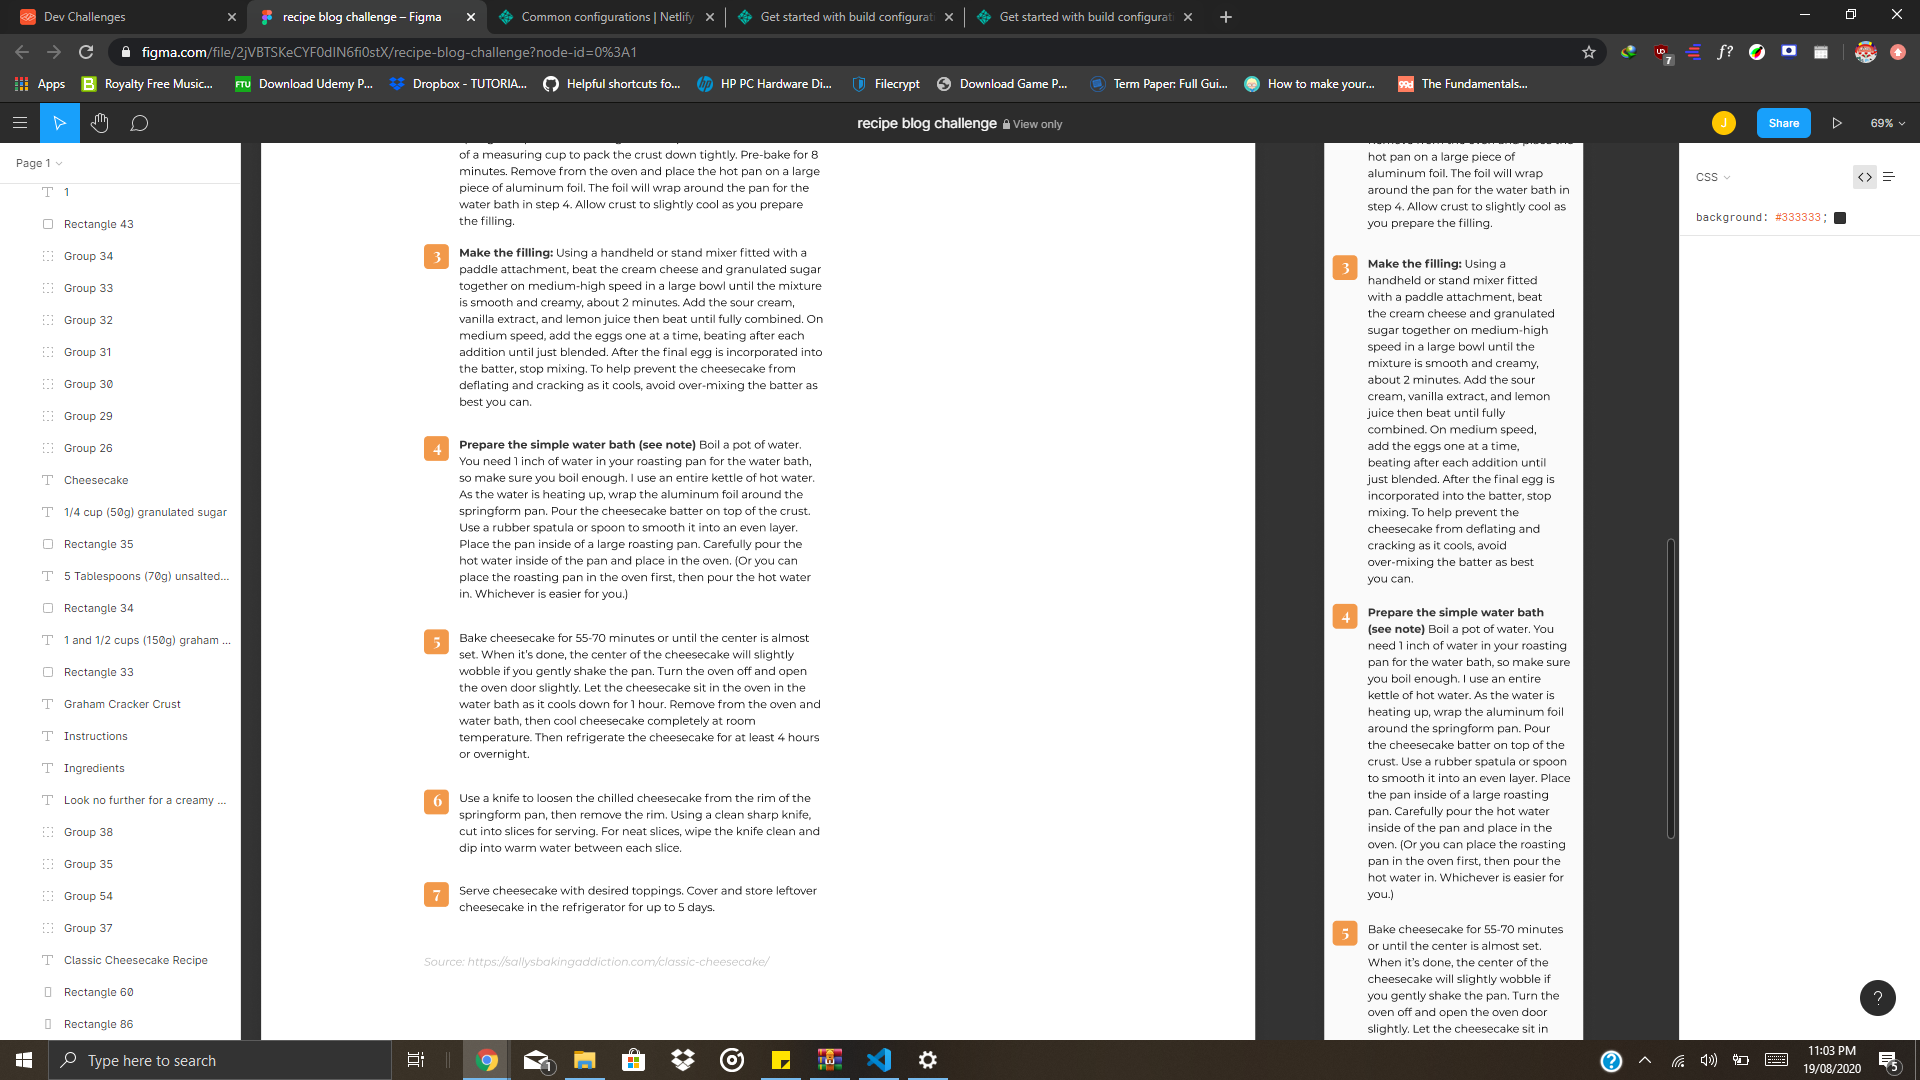 Dev Challenges
recipe blog challenge – Figma
Common configurations | Netlify
Get started with build configurati
Get started with build configurati
figma.com/file/2jVBTSKeCYF0dIN6fi0stX/recipe-blog-challenge?node-id=0%3A1
7
f?
Apps
Royalty Free Music...
FTU Download Udemy P...
Dropbox - TUTORIA...
Helpful shortcuts fo...
HP PC Hardware Di...
Filecrypt
Download Game P...
Term Paper: Full Gui...
How to make your...
The Fundamentals...
recipe blog challenge View only
J
Share
69%
Page 1
1
Rectangle 43
Group 34
Group 33
Group 32
Group 31
Group 30
Group 29
Group 26
Cheesecake
1/4 cup (50g) granulated sugar
Rectangle 35
5 Tablespoons (70g) unsalted...
Rectangle 34
1 and 1/2 cups (150g) graham ...
Rectangle 33
Graham Cracker Crust
Instructions
Ingredients
Look no further for a creamy ...
Group 38
Group 35
Group 54
Group 37
Classic Cheesecake Recipe
Rectangle 60
Rectangle 86
of a measuring cup to pack the crust down tightly. Pre-bake for 8
minutes. Remove from the oven and place the hot pan on a large
piece of aluminum foil. The foil will wrap around the pan for the
water bath in step 4. Allow crust to slightly cool as you prepare
the filling.
3
Make the filling: Using a handheld or stand mixer fitted with a
paddle attachment, beat the cream cheese and granulated sugar
together on medium-high speed in a large bowl until the mixture
is smooth and creamy, about 2 minutes. Add the sour cream,
vanilla extract, and lemon juice then beat until fully combined. On
medium speed, add the eggs one at a time, beating after each
addition until just blended. After the final egg is incorporated into
the batter, stop mixing. To help prevent the cheesecake from
deflating and cracking as it cools, avoid over-mixing the batter as
best you can.
4
Prepare the simple water bath (see note) Boil a pot of water.
You need 1 inch of water in your roasting pan for the water bath,
so make sure you boil enough. I use an entire kettle of hot water.
As the water is heating up, wrap the aluminum foil around the
springform pan. Pour the cheesecake batter on top of the crust.
Use a rubber spatula or spoon to smooth it into an even layer.
Place the pan inside of a large roasting pan. Carefully pour the
hot water inside of the pan and place in the oven. (Or you can
place the roasting pan in the oven first, then pour the hot water
in. Whichever is easier for you.)
5
Bake cheesecake for 55-70 minutes or until the center is almost
set. When it's done, the center of the cheesecake will slightly
wobble if you gently shake the pan. Turn the oven off and open
the oven door slightly. Let the cheesecake sit in the oven in the
water bath as it cools down for 1 hour. Remove from the oven and
water bath, then cool cheesecake completely at room
temperature. Then refrigerate the cheesecake for at least 4 hours
or overnight.
6
Use a knife to loosen the chilled cheesecake from the rim of the
springform pan, then remove the rim. Using a clean sharp knife,
cut into slices for serving. For neat slices, wipe the knife clean and
dip into warm water between each slice.
7
Serve cheesecake with desired toppings. Cover and store leftover
cheesecake in the refrigerator for up to 5 days.
Source: https://sallysbakingaddiction.com/classic-cheesecake/
hot pan on a large piece of
aluminum foil. The foil will wrap
around the pan for the water bath in
step 4. Allow crust to slightly cool as
you prepare the filling.
3
Make the filling: Using a
handheld or stand mixer fitted
with a paddle attachment, beat
the cream cheese and granulated
sugar together on medium-high
speed in a large bowl until the
mixture is smooth and creamy,
about 2 minutes. Add the sour
cream, vanilla extract, and lemon
juice then beat until fully
combined. On medium speed,
add the eggs one at a time,
beating after each addition until
just blended. After the final egg is
incorporated into the batter, stop
mixing. To help prevent the
cheesecake from deflating and
cracking as it cools, avoid
over-mixing the batter as best
you can.
4
Prepare the simple water bath
(see note) Boil a pot of water. You
need 1 inch of water in your roasting
pan for the water bath, so make sure
you boil enough. I use an entire
kettle of hot water. As the water is
heating up, wrap the aluminum foil
around the springform pan. Pour
the cheesecake batter on top of the
crust. Use a rubber spatula or spoon
to smooth it into an even layer. Place
the pan inside of a large roasting
pan. Carefully pour the hot water
inside of the pan and place in the
oven. (Or you can place the roasting
pan in the oven first, then pour the
hot water in. Whichever is easier for
you.)
5
Bake cheesecake for 55-70 minutes
or until the center is almost set.
When it's done, the center of the
cheesecake will slightly wobble if
you gently shake the pan. Turn the
oven off and open the oven door
slightly. Let the cheesecake sit in
CSS
background: #333333;
?
Type here to search
1
11:03 PM
19/08/2020
5